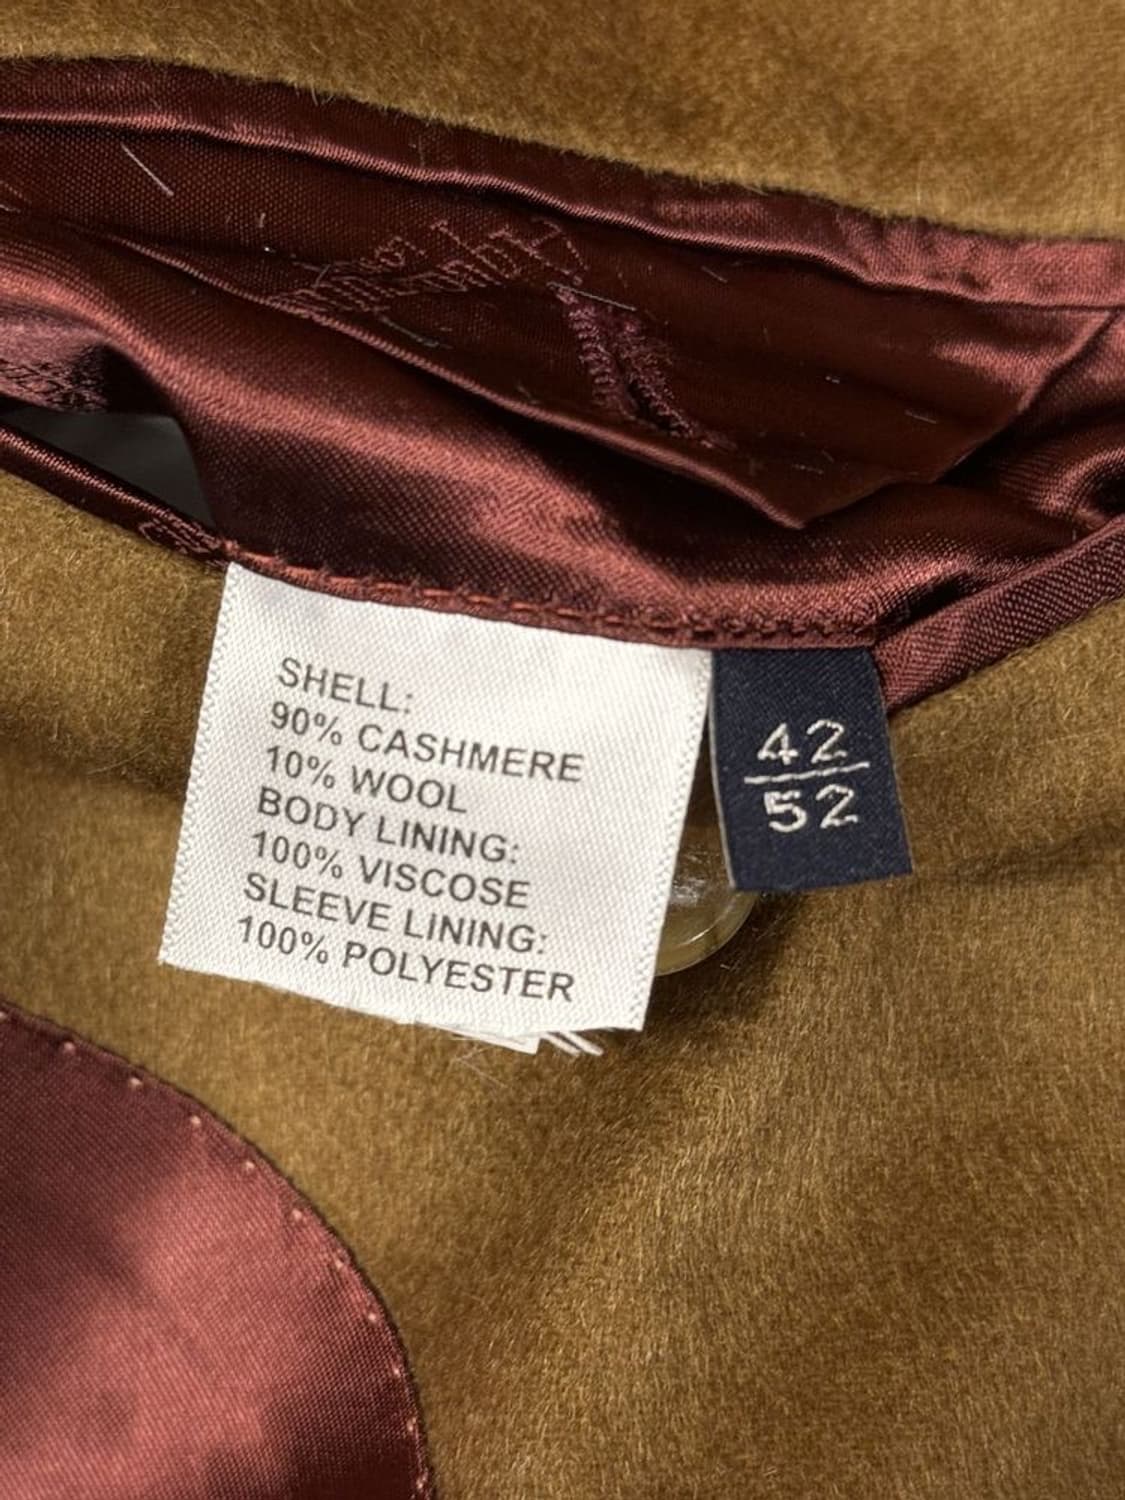 SHELL:
90% CASHMERE
10% WOOL
BODY LINING:
100% VISCOSE
SLEEVE LINING:
100% POLYESTER
42
52